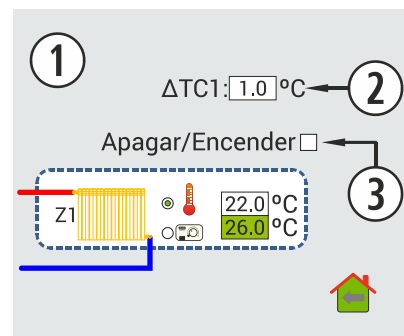 1
ΔTC1: 1.0 ºC
2
Apagar/Encender
3
Z1
22.0 ºC
26.0 ºC